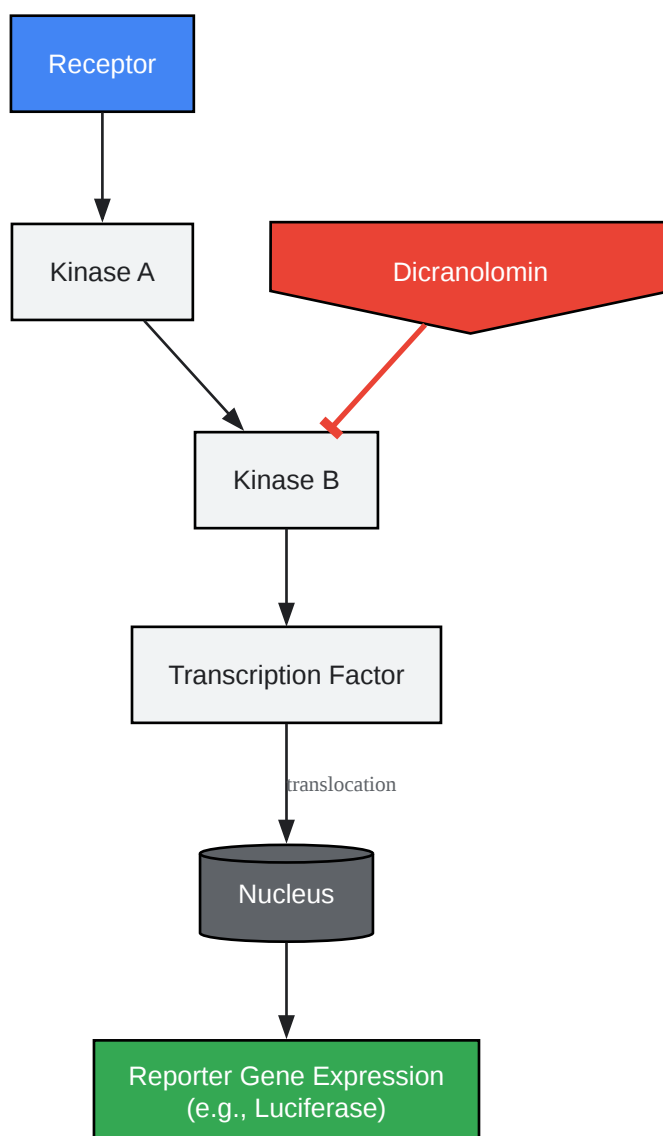 Receptor
Kinase A
Dicranolomin
Kinase B
Transcription Factor
translocation
Nucleus
Reporter Gene Expression
(e.g., Luciferase)